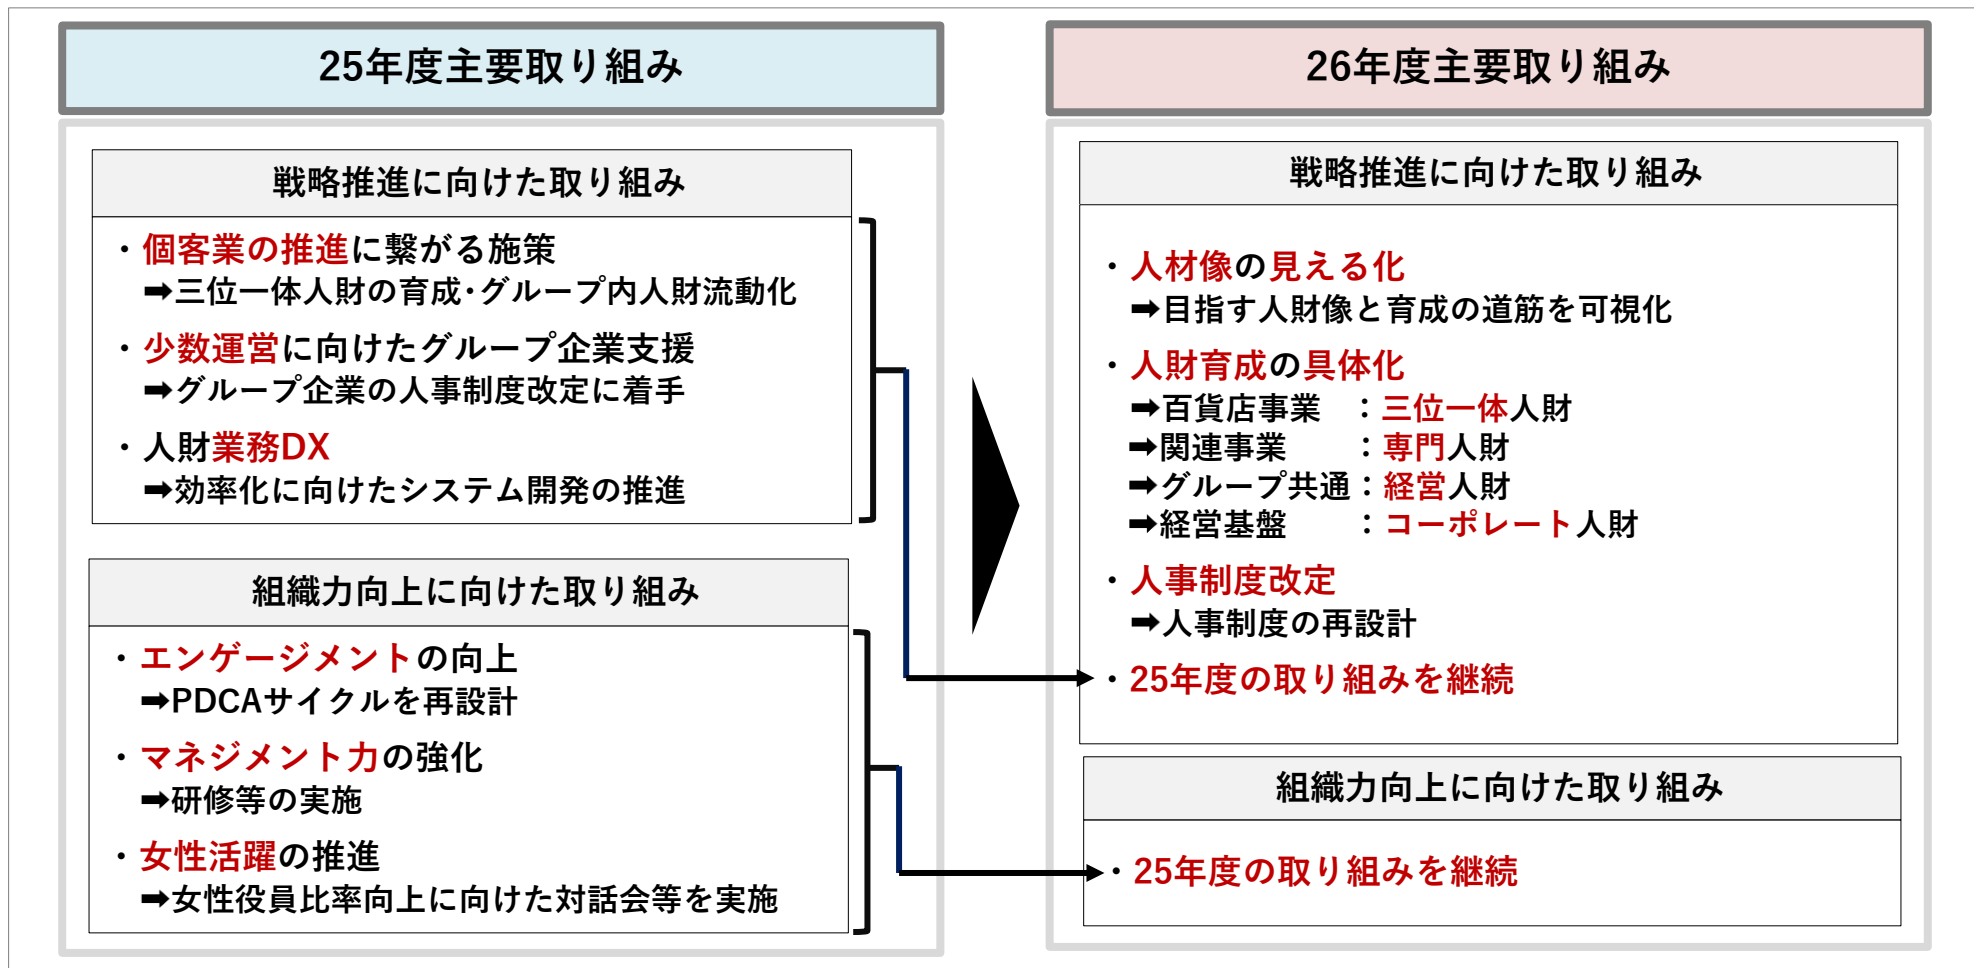 25年度主要取り組み
戦略推進に向けた取り組み
・個客業の推進に繋がる施策
➡三位一体人財の育成･グループ内人財流動化
・少数運営に向けたグループ企業支援
➡グループ企業の人事制度改定に着手
・人財業務DX
➡効率化に向けたシステム開発の推進
組織力向上に向けた取り組み
・エンゲージメントの向上
➡PDCAサイクルを再設計
・マネジメント力の強化
➡研修等の実施
・女性活躍の推進
➡女性役員比率向上に向けた対話会等を実施
26年度主要取り組み
戦略推進に向けた取り組み
・人材像の見える化
➡目指す人財像と育成の道筋を可視化
・人財育成の具体化
➡百貨店事業　：三位一体人財
➡関連事業　　：専門人財
➡グループ共通：経営人財
➡経営基盤　　：コーポレート人財
・人事制度改定
➡人事制度の再設計
・25年度の取り組みを継続
組織力向上に向けた取り組み
・25年度の取り組みを継続